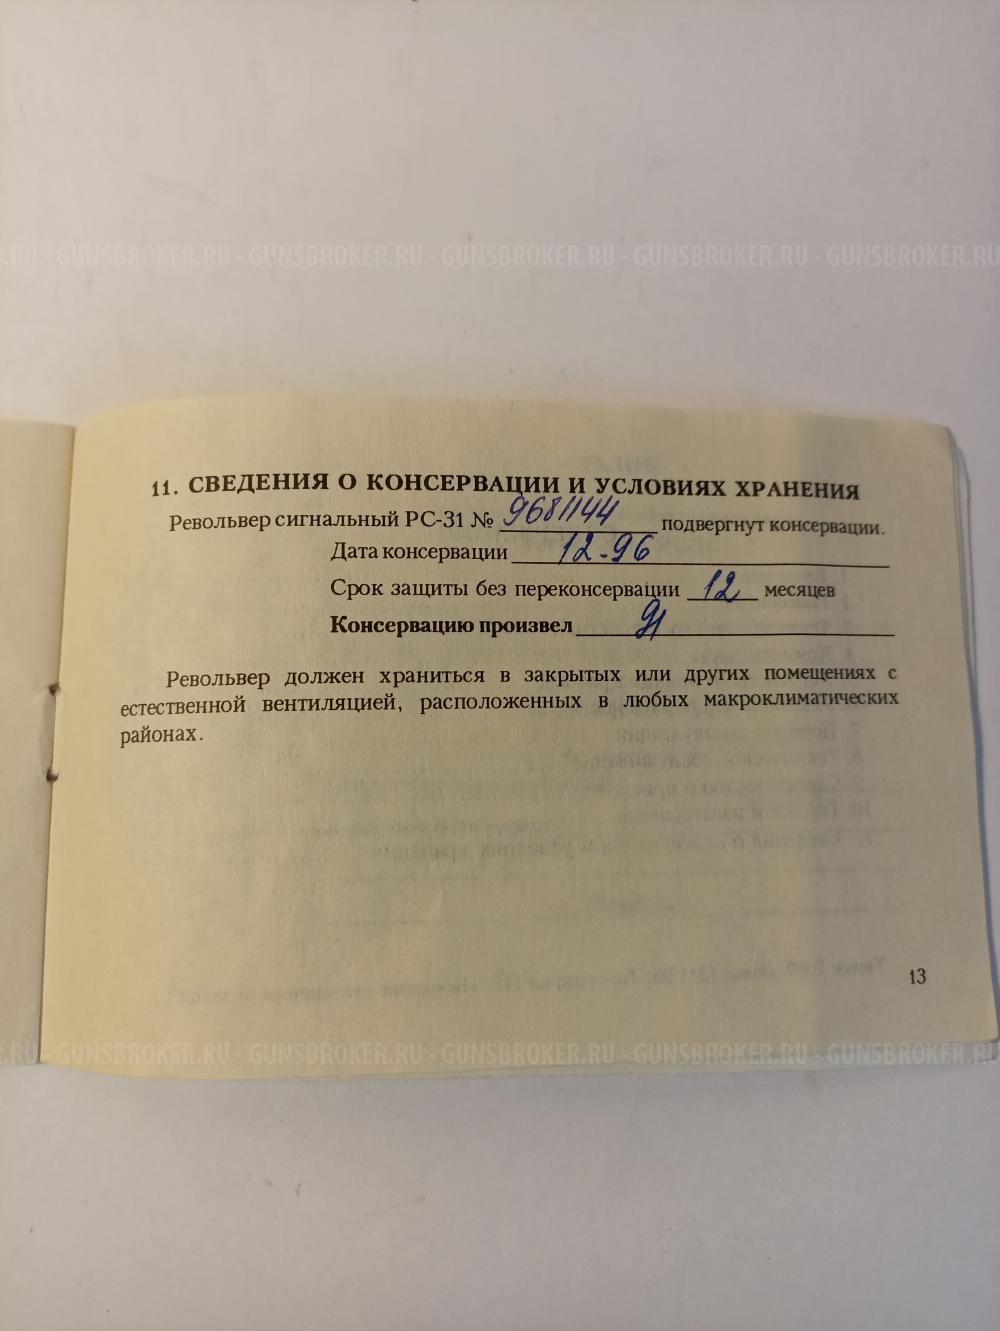 GUNSBROKER.RU - GUNSBROKER.RU - GUNSBROKER.RU - GUNSBROKER.RU - GUNSBROKER.RU
11. СВЕДЕНИЯ О КОНСЕРВАЦИИ И УСЛОВИЯХ ХРАНЕНИЯ
Револьвер сигнальный РС-31 № 9681144 подвергнут консервации.
Дата консервации 12-96
Срок защиты без переконсервации 12 месяцев
Консервацию произвел
Револьвер должен храниться в закрытых или других помещениях с
естественной вентиляцией, расположенных в любых макроклиматических
районах.
13
GUNSBROKER.RU - GUNSBROKER.RU - GUNSBROKER.RU - GUNSBROKER.RU - GUNSBROKER.RU